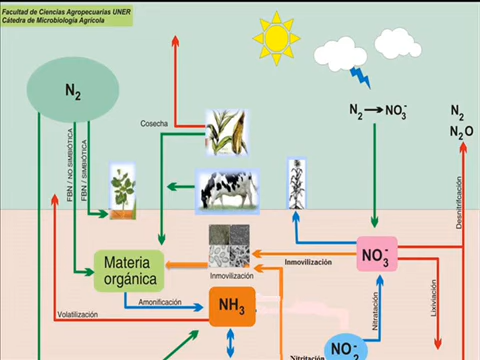 Facultad de Ciencias Agropecuarias UNER
Cátedra de Microbiología Agrícola
N2
N2 → NO3-
N2
N2O
Cosecha
FBN / NO SIMBIÓTICA
FBN / SIMBIÓTICA
Desnitrificación
Materia
orgánica
Inmovilización
Inmovilización
NO3-
Amonificación
Volatilización
NH3
Nitratación
Lixiviación
Nitritación
NO2-